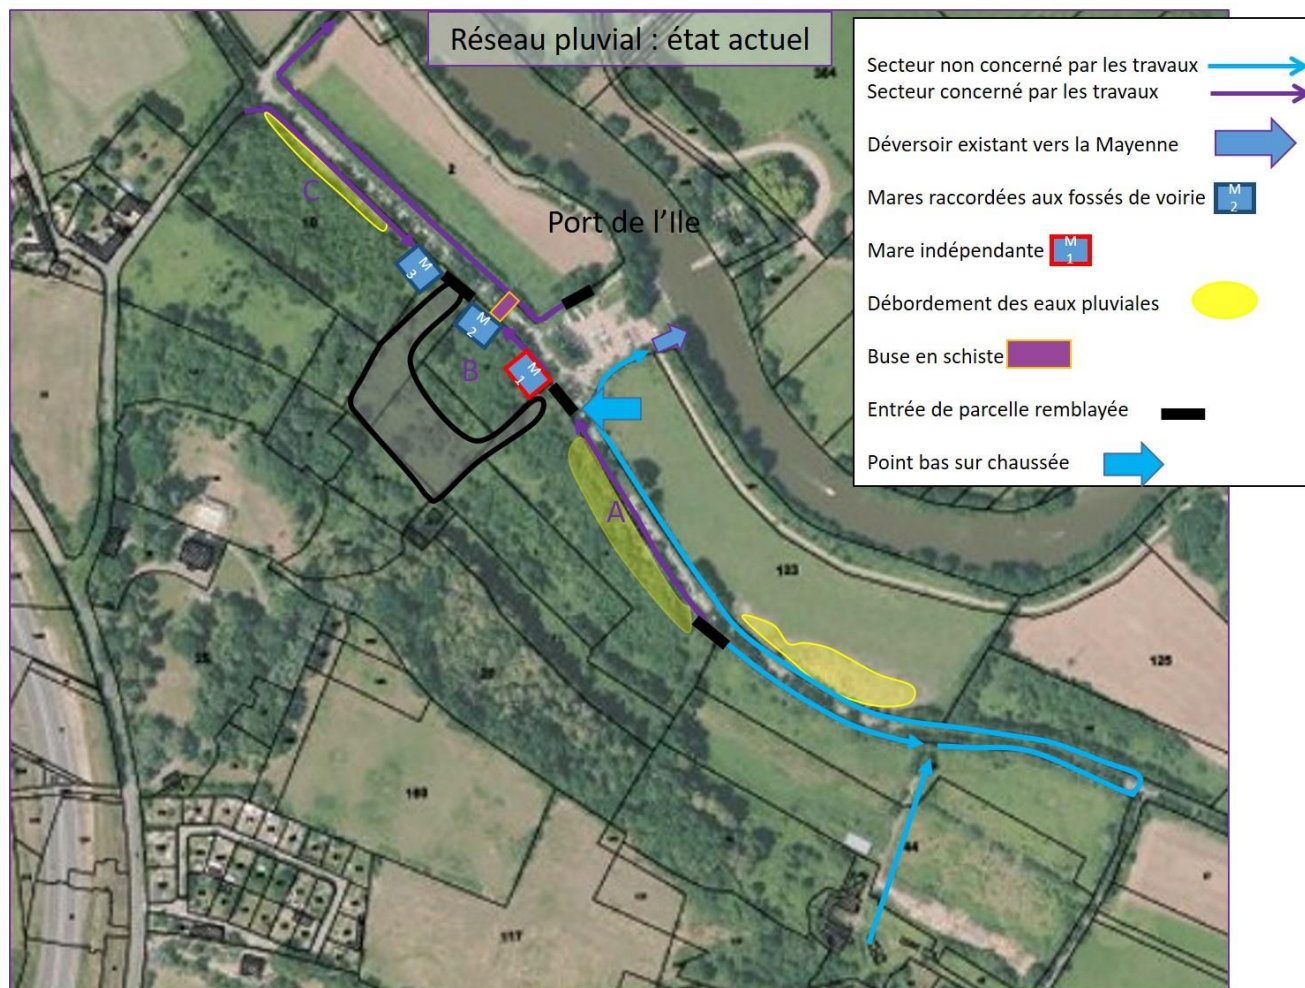 Réseau pluvial : état actuel
Secteur non concerné par les travaux
Secteur concerné par les travaux
Déversoir existant vers la Mayenne
Mares raccordées aux fossés de voirie
M
2
Mare indépendante
M
1
Débordement des eaux pluviales
Buse en schiste
Entrée de parcelle remblayée
Point bas sur chaussée
364
2
Port de l'Ile
C
10
M
3
M
2
B
M
1
A
123
125
25
160
44
117